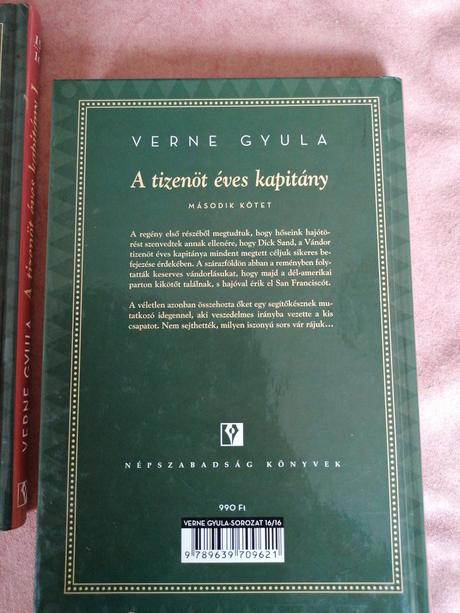 VERNE GYULA A tizenöt éves kapitány I
VERNE GYULA
A tizenöt éves kapitány
MÁSODIK KÖTET
A regény első részéből megtudtuk, hogy hőseink hajótö-
rést szenvedtek annak ellenére, hogy Dick Sand, a Vándor
tizenöt éves kapitánya mindent megtett céljuk sikeres be-
fejezése érdekében. A szárazföldön abban a reményben foly-
tatták keserves vándorlásukat, hogy majd a dél-amerikai
parton kikötőt találnak, s hajóval érik el San Franciscót.
A véletlen azonban összehozta őket egy segítőkésznek mu-
tatkozó idegennel, aki veszedelmes irányba vezette a kis
csapatot. Nem sejthették, milyen iszonyú sors vár rájuk...
NÉPSZABADSÁG KÖNYVEK
990 Ft
VERNE GYULA-SOROZAT 16/16
9 789639 709621